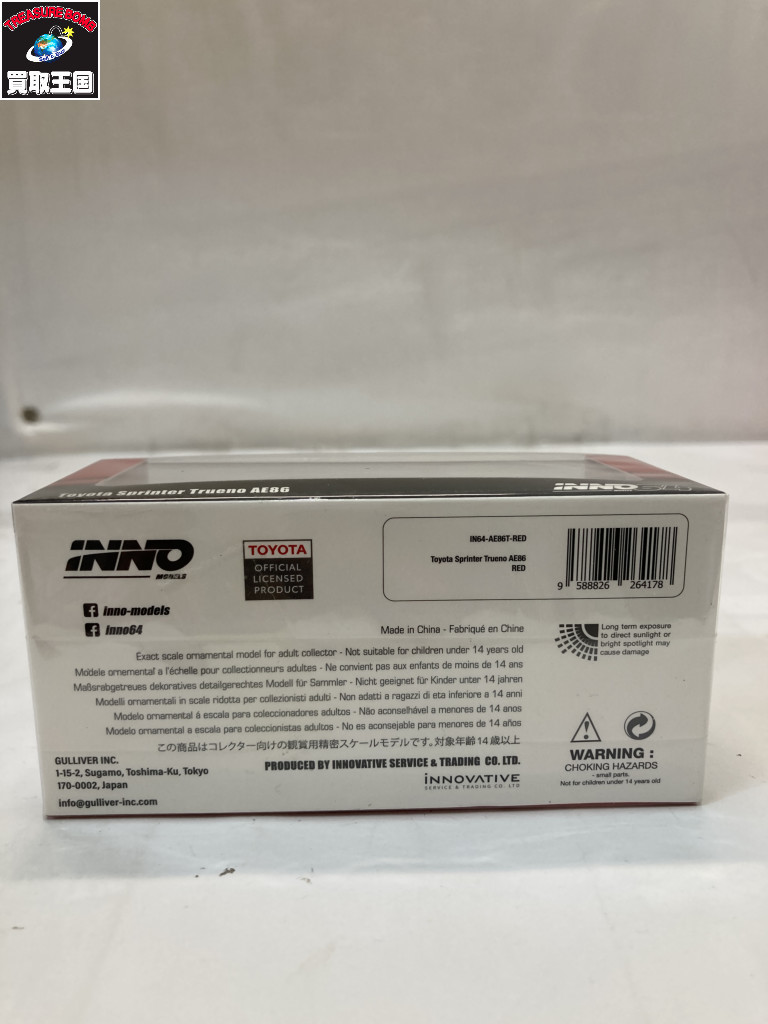 TREASURE BOMB
買取王国
Toyota Sprinter Trueno AE86
INNO64
INNO
MODELS
TOYOTA
OFFICIAL
LICENSED
PRODUCT
IN64-AE86T-RED
Toyota Sprinter Trueno AE86
RED
9 588826 264178
inno-models
Inno64
Made in China - Fabriqué en Chine
Long term exposure
to direct sunlight or
bright spotlight may
cause damage
Exact scale ornamental model for adult collector - Not suitable for children under 14 years old
Modèle ornemental a l'échelle pour collectionneurs adultes - Ne convient pas aux enfants de moins de 14 ans
Maßsrabgetreues dekoratives detailgerechtes Modell für Sammler - Nicht geeignet für Kinder unter 14 jahren
Modelli ornamentali in scale ridotta per collezionisti adulti - Non adatti a ragazzi di eta inferiore a 14 anni
Modelo ornamental á escala para coleccionadores adultos - Não aconselhável a menores de 14 anos
Modelo ornamental a escala para coleccionistas adultos - No es aconsejable para menores de 14 años
この商品はコレクター向けの観賞用精密スケールモデルです。対象年齢14歳以上
GULLIVER INC.
1-15-2, Sugamo, Toshima-Ku, Tokyo
170-0002, Japan
info@gulliver-inc.com
PRODUCED BY INNOVATIVE SERVICE & TRADING CO. LTD.
INNOVATIVE
SERVICE & TRADING CO. LTD
WARNING :
CHOKING HAZARDS
- small parts.
Not for children under 14 years old